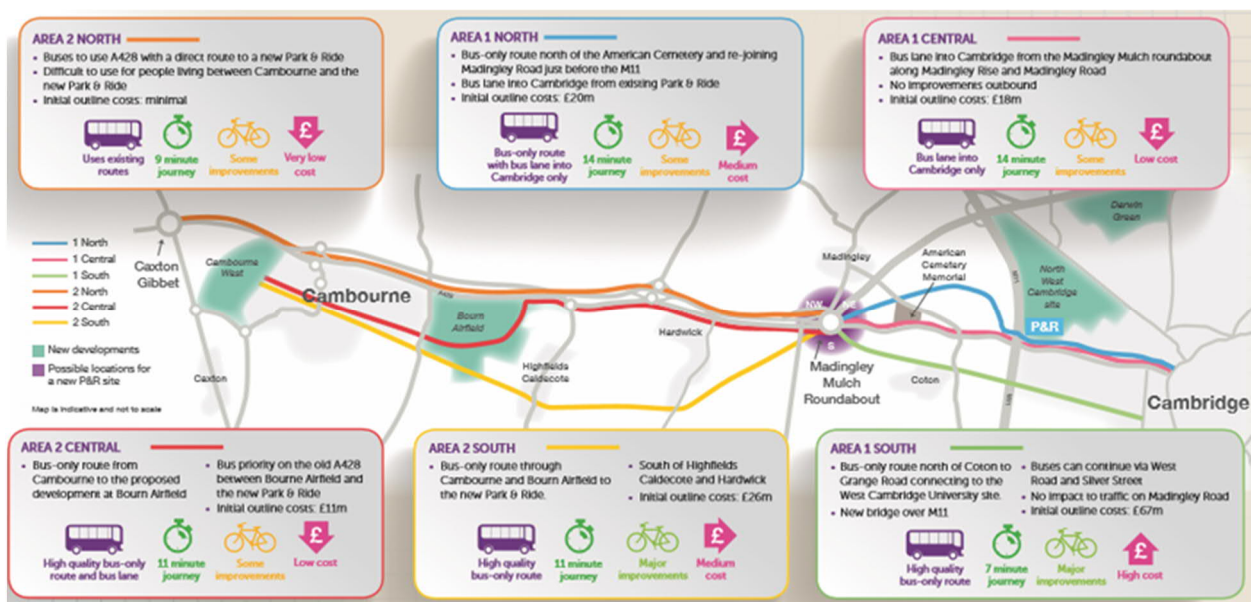 AREA 2 NORTH
• Buses to use A428 with a direct route to a new Park & Ride
• Difficult to use for people living between Cambourne and the
new Park & Ride
• Initial outline costs: minimal
Uses existing
routes
9 minute
journey
Some
improvements
£
Very low
cost
AREA 1 NORTH
• Bus-only route north of the American Cemetery and re-joining
Madingley Road just before the M11
• Bus lane into Cambridge from existing Park & Ride
• Initial outline costs: £20m
Bus-only route
with bus lane into
Cambridge only
14 minute
journey
Some
improvements
£
Medium
cost
AREA 1 CENTRAL
• Bus lane into Cambridge from the Madingley Mulch roundabout
along Madingley Rise and Madingley Road
• No improvements outbound
• Initial outline costs: £18m
Bus lane into
Cambridge only
14 minute
journey
Some
improvements
£
Low cost
1 North
1 Central
1 South
2 North
2 Central
2 South
New developments
Possible locations for
a new P&R site
Map is indicative and not to scale
Caxton
Gibbet
Cambourne
West
Cambourne
Caxton
A428
Bourn
Airfield
Highfields
Caldecote
Hardwick
Madingley
NW
NE
S
Madingley
Mulch
Roundabout
American
Cemetery
Memorial
Coton
M11
M11
North
West
Cambridge
site
P&R
Darwin
Green
Cambridge
AREA 2 CENTRAL
• Bus-only route from
Cambourne to the proposed
development at Bourn Airfield
• Bus priority on the old A428
between Bourne Airfield and
the new Park & Ride
• Initial outline costs: £11m
High quality bus-only
route and bus lane
11 minute
journey
Some
improvements
£
Low cost
AREA 2 SOUTH
• Bus-only route through
Cambourne and Bourn Airfield to
the new Park & Ride.
• South of Highfields
Caldecote and Hardwick
• Initial outline costs: £26m
High quality
bus-only route
11 minute
journey
Major
improvements
£
Medium
cost
AREA 1 SOUTH
• Bus-only route north of Coton to
Grange Road connecting to the
West Cambridge University site.
• New bridge over M11
• Buses can continue via West
Road and Silver Street
• No impact to traffic on Madingley Road
• Initial outline costs: £67m
High quality
bus-only route
7 minute
journey
Major
improvements
£
High cost